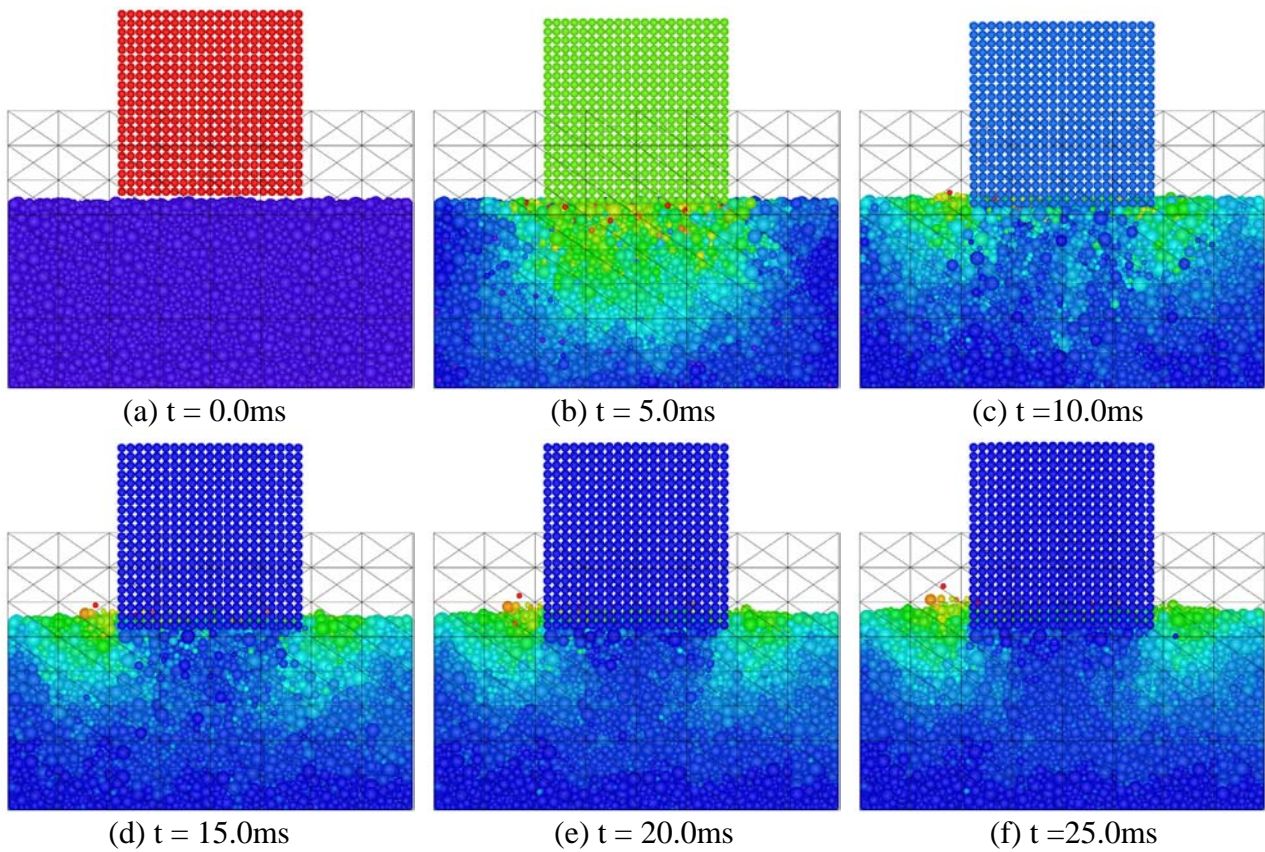 (a) t = 0.0ms
(b) t = 5.0ms
(c) t =10.0ms
(d) t = 15.0ms
(e) t = 20.0ms
(f) t =25.0ms